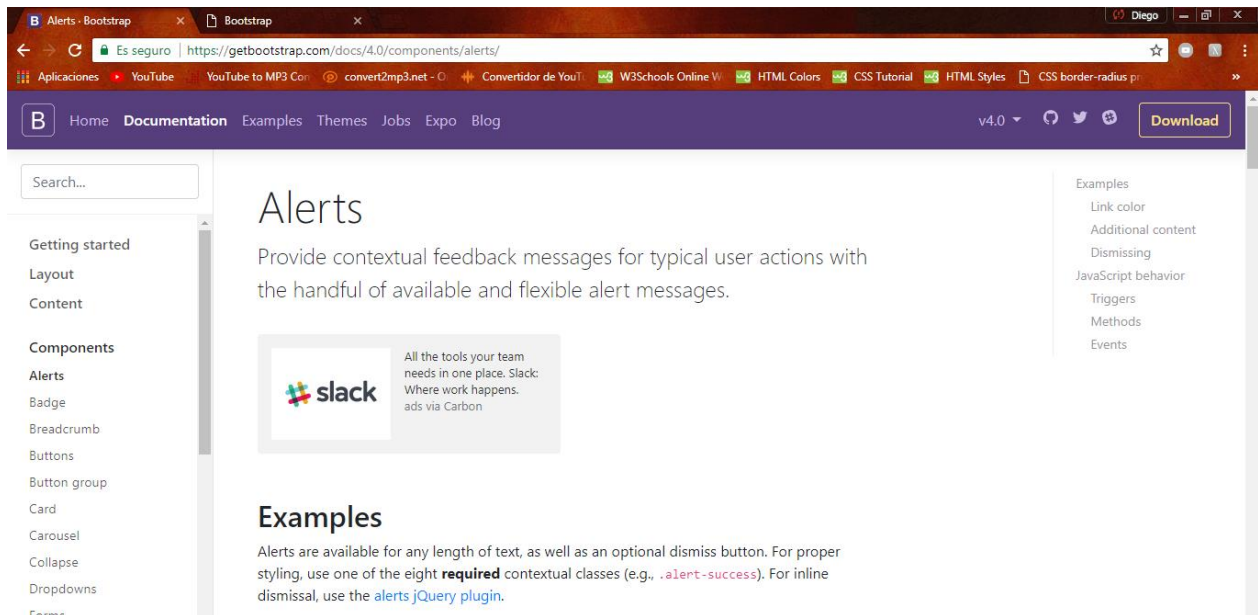 Alerts · Bootstrap
Bootstrap
Diego
Es seguro | https://getbootstrap.com/docs/4.0/components/alerts/
Aplicaciones YouTube YouTube to MP3 Con convert2mp3.net - O Convertidor de YouT W3Schools Online W HTML Colors CSS Tutorial HTML Styles CSS border-radius pr »
B Home Documentation Examples Themes Jobs Expo Blog v4.0 Download
Search...
Getting started
Layout
Content
Components
Alerts
Badge
Breadcrumb
Buttons
Button group
Card
Carousel
Collapse
Dropdowns
Forms
Alerts
Provide contextual feedback messages for typical user actions with
the handful of available and flexible alert messages.
slack
All the tools your team
needs in one place. Slack:
Where work happens.
ads via Carbon
Examples
Alerts are available for any length of text, as well as an optional dismiss button. For proper
styling, use one of the eight required contextual classes (e.g., .alert-success). For inline
dismissal, use the alerts jQuery plugin.
Examples
Link color
Additional content
Dismissing
JavaScript behavior
Triggers
Methods
Events